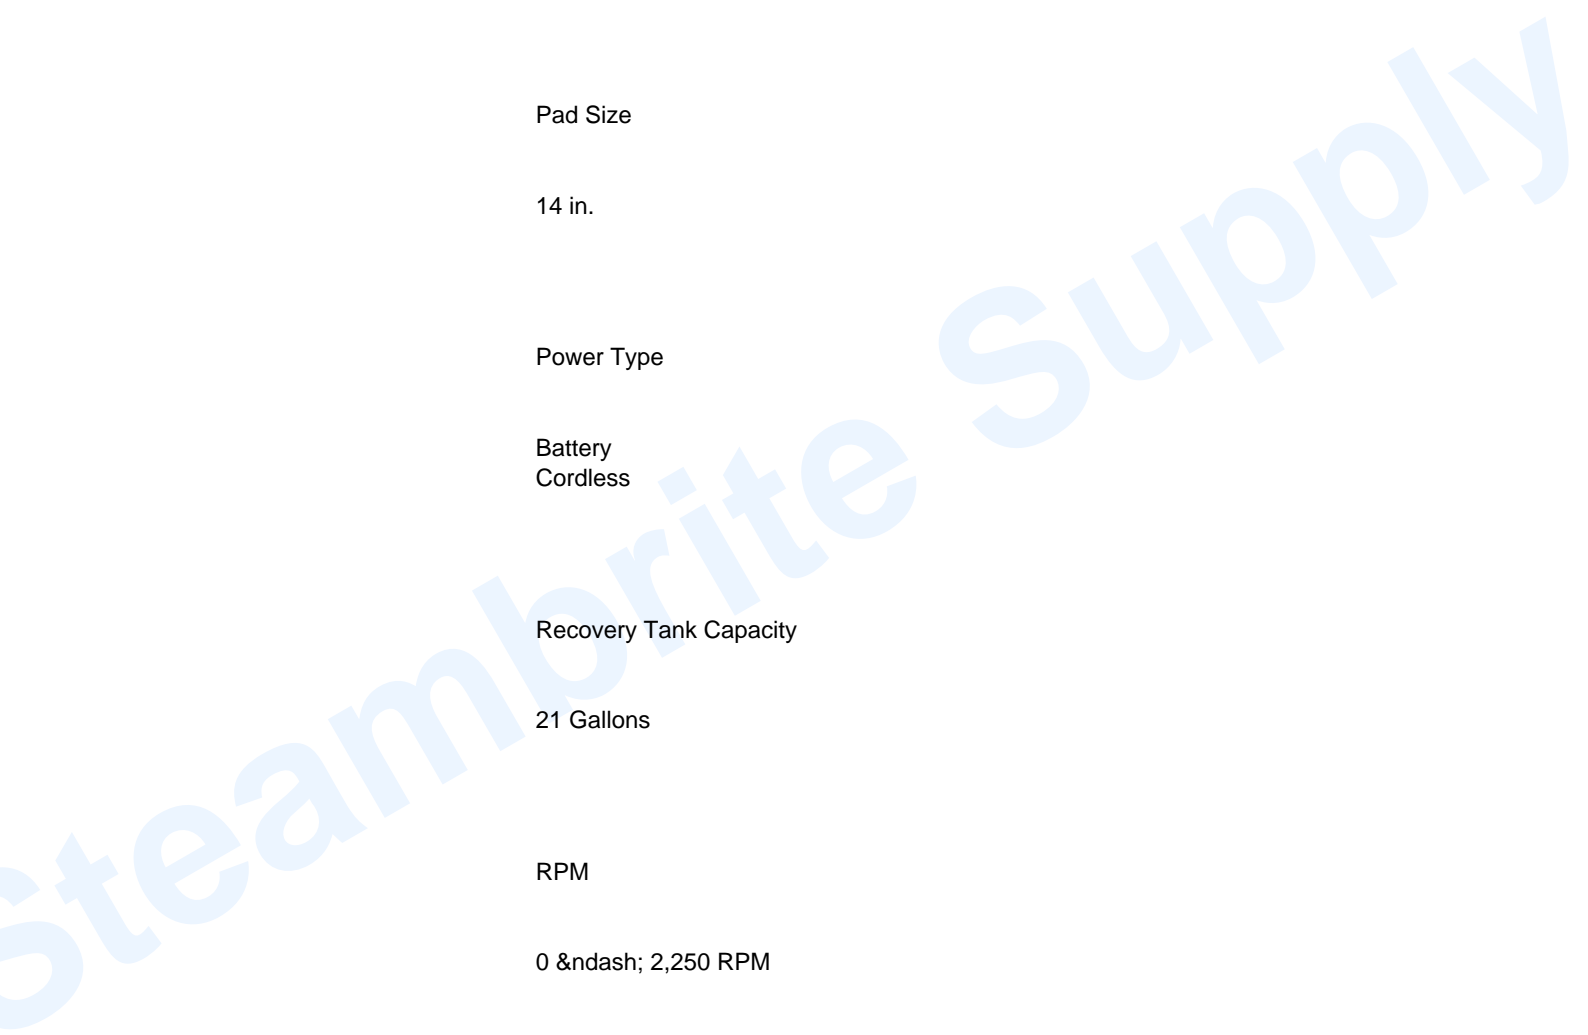 Pad Size
14 in.
Power Type
Battery
Cordless
Recovery Tank Capacity
21 Gallons
RPM
0 &ndash; 2,250 RPM
Steambrite Supply